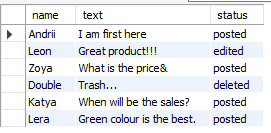 name text status
Andrii I am first here posted
Leon Great product!!! edited
Zoya What is the price& posted
Double Trash... deleted
Katya When will be the sales? posted
Lera Green colour is the best. posted